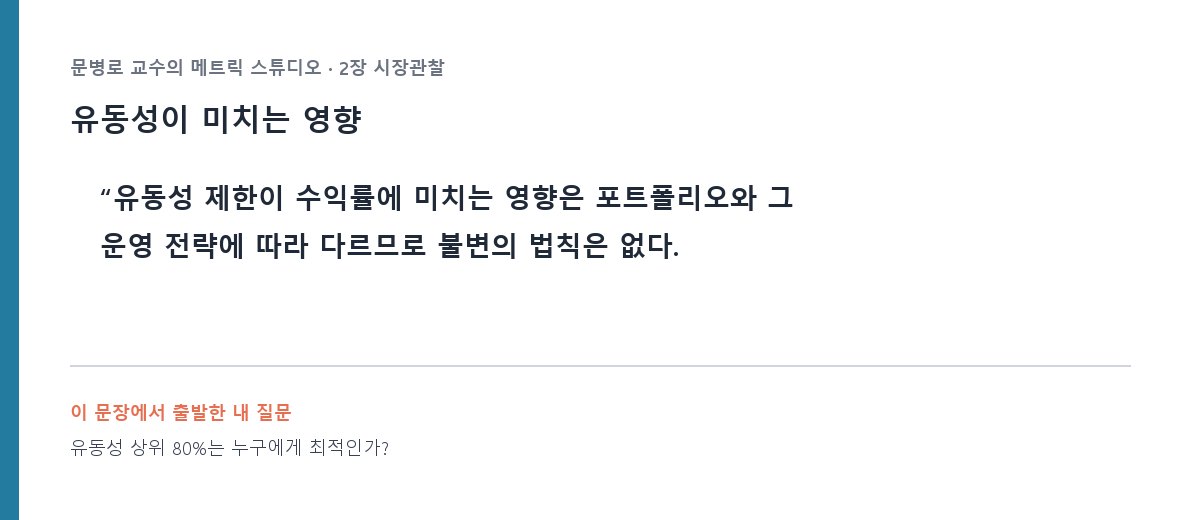 문병로 교수의 메트릭 스튜디오 · 2장 시장관찰
유동성이 미치는 영향
“유동성 제한이 수익률에 미치는 영향은 포트폴리오와 그
운영 전략에 따라 다르므로 불변의 법칙은 없다.
이 문장에서 출발한 내 질문
유동성 상위 80%는 누구에게 최적인가?